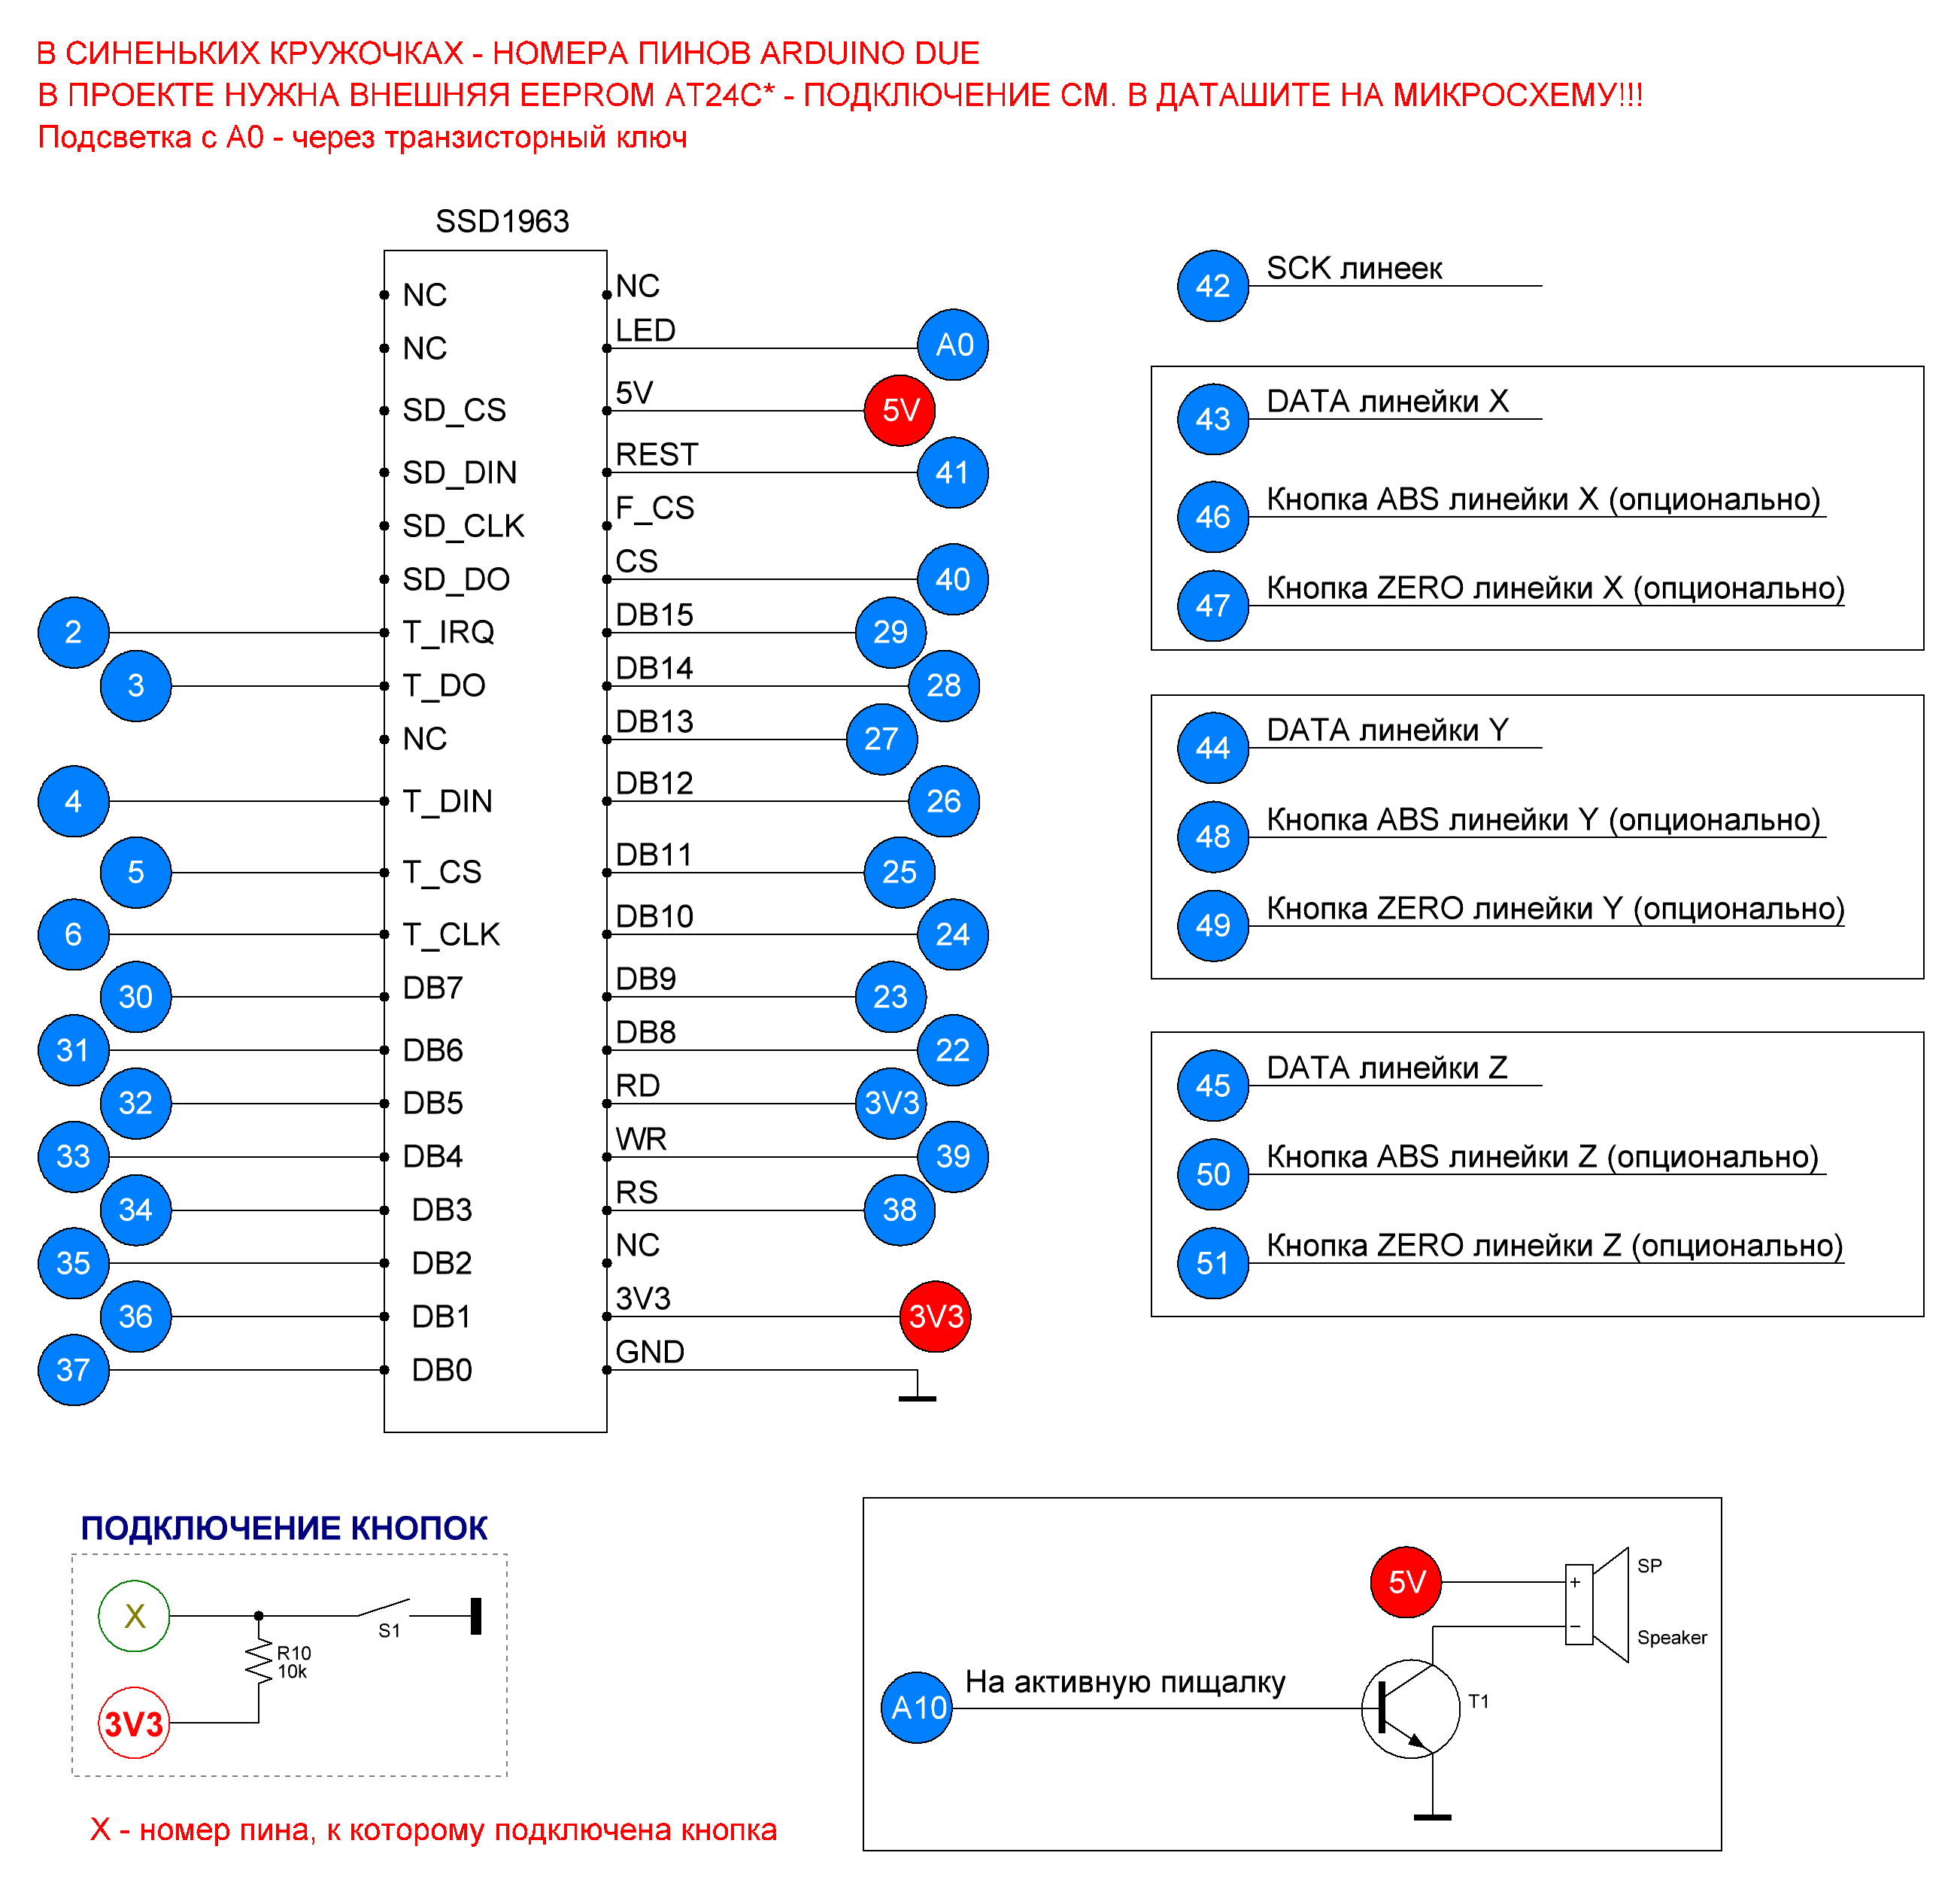 В СИНЕНЬКИХ КРУЖОЧКАХ - НОМЕРА ПИНОВ ARDUINO DUE
В ПРОЕКТЕ НУЖНА ВНЕШНЯЯ EEPROM AT24C* - ПОДКЛЮЧЕНИЕ СМ. В ДАТАШИТЕ НА МИКРОСХЕМУ!!!
Подсветка с А0 - через транзисторный ключ
SSD1963
NC NC
NC LED A0
SD_CS 5V 5V
SD_DIN REST 41
SD_CLK F_CS
SD_DO CS 40
2 T_IRQ DB15 29
3 T_DO DB14 28
NC DB13 27
4 T_DIN DB12 26
5 T_CS DB11 25
6 T_CLK DB10 24
30 DB7 DB9 23
31 DB6 DB8 22
32 DB5 RD 3V3
33 DB4 WR 39
34 DB3 RS 38
35 DB2 NC
36 DB1 3V3 3V3
37 DB0 GND
42 SCK линеек
43 DATA линейки X
46 Кнопка ABS линейки X (опционально)
47 Кнопка ZERO линейки X (опционально)
44 DATA линейки Y
48 Кнопка ABS линейки Y (опционально)
49 Кнопка ZERO линейки Y (опционально)
45 DATA линейки Z
50 Кнопка ABS линейки Z (опционально)
51 Кнопка ZERO линейки Z (опционально)
ПОДКЛЮЧЕНИЕ КНОПОК
X
S1
R10
10k
3V3
X - номер пина, к которому подключена кнопка
5V + SP
− Speaker
A10 На активную пищалку T1